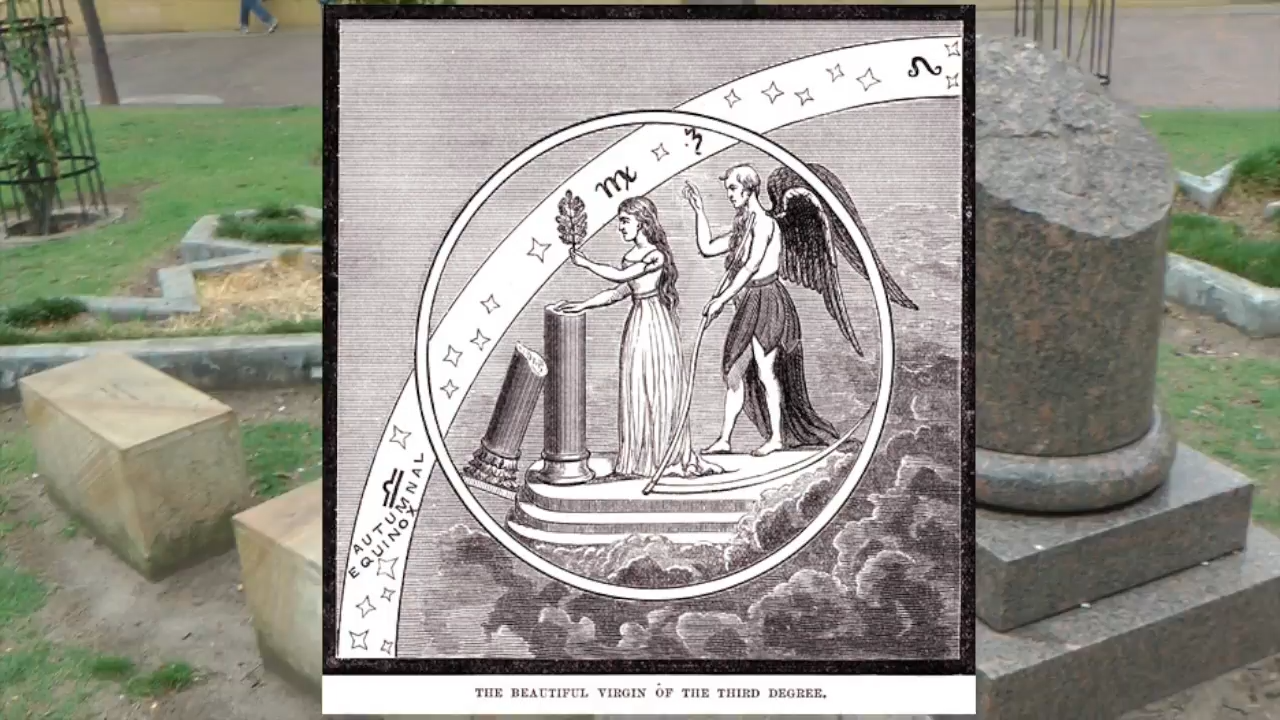 ♌
♄
♍
♎
AUTUMNAL
EQUINOX
THE BEAUTIFUL VIRGIN OF THE THIRD DEGREE.